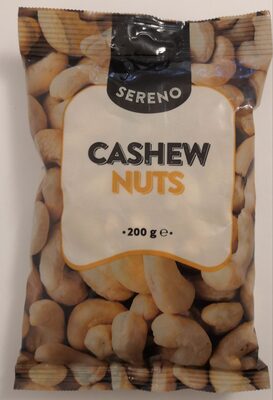 SERENO
CASHEW
NUTS
·200 g ℮·